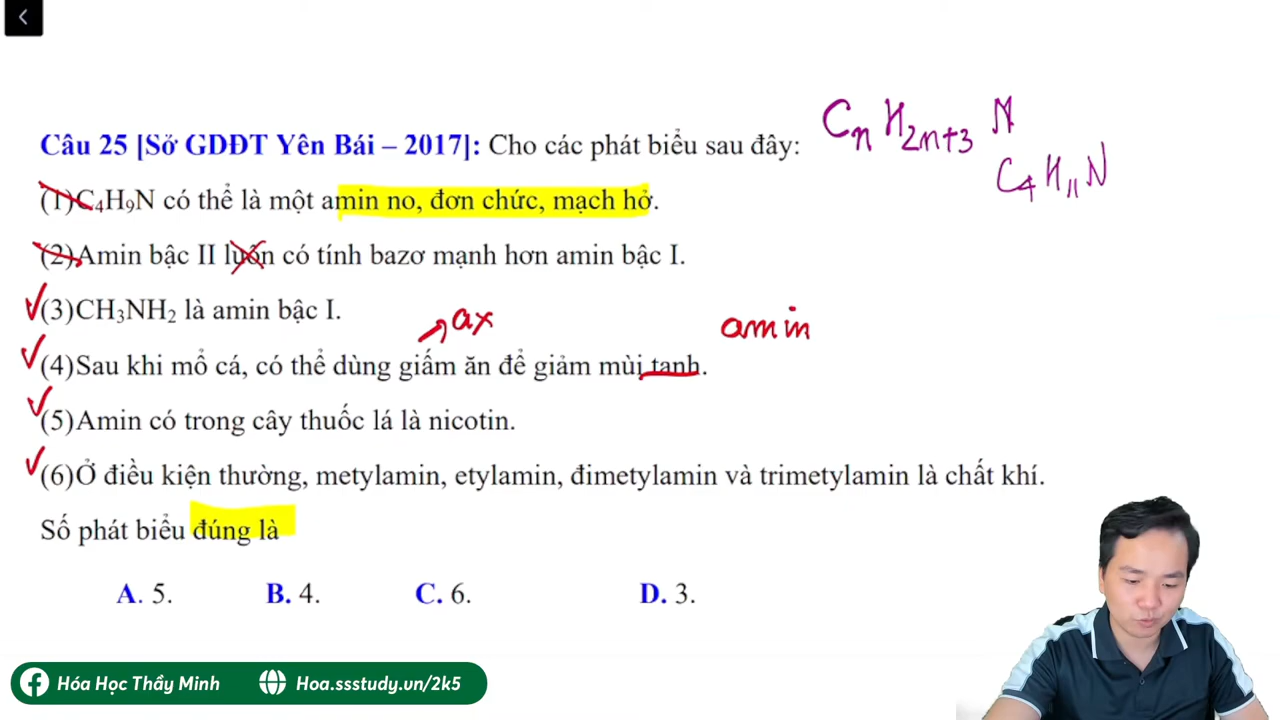 Câu 25 [Sở GDĐT Yên Bái – 2017]: Cho các phát biểu sau đây:
CnH2n+3N
C4H11N
(1)C₄H₉N có thể là một amin no, đơn chức, mạch hở.
(2)Amin bậc II luôn có tính bazơ mạnh hơn amin bậc I.
(3)CH₃NH₂ là amin bậc I.
ax
amin
(4)Sau khi mổ cá, có thể dùng giấm ăn để giảm mùi tanh.
(5)Amin có trong cây thuốc lá là nicotin.
(6)Ở điều kiện thường, metylamin, etylamin, đimetylamin và trimetylamin là chất khí.
Số phát biểu đúng là
A. 5. B. 4. C. 6. D. 3.
Hóa Học Thầy Minh Hoa.ssstudy.vn/2k5